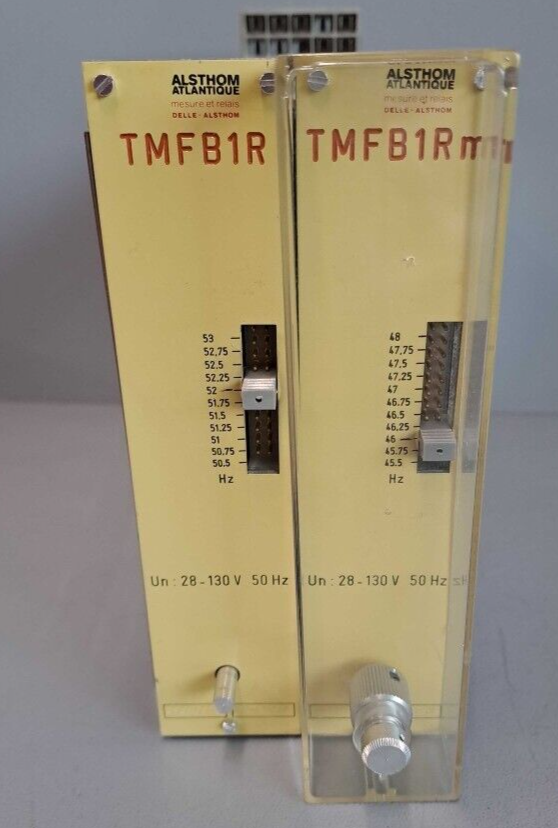 ALSTHOM
ATLANTIQUE
mesure et relais
DELLE-ALSTHOM
TMFB1R
53
52,75
52.5
52.25
52
51.75
51.5
51.25
51
50.75
50.5
Hz
Un : 28-130 V 50 Hz
ALSTHOM
ATLANTIQUE
mesure et relais
DELLE-ALSTHOM
TMFB1R
48
47,75
47,5
47,25
47
46.75
46.5
46.25
46
45.75
45.5
Hz
Un : 28-130 V 50 Hz